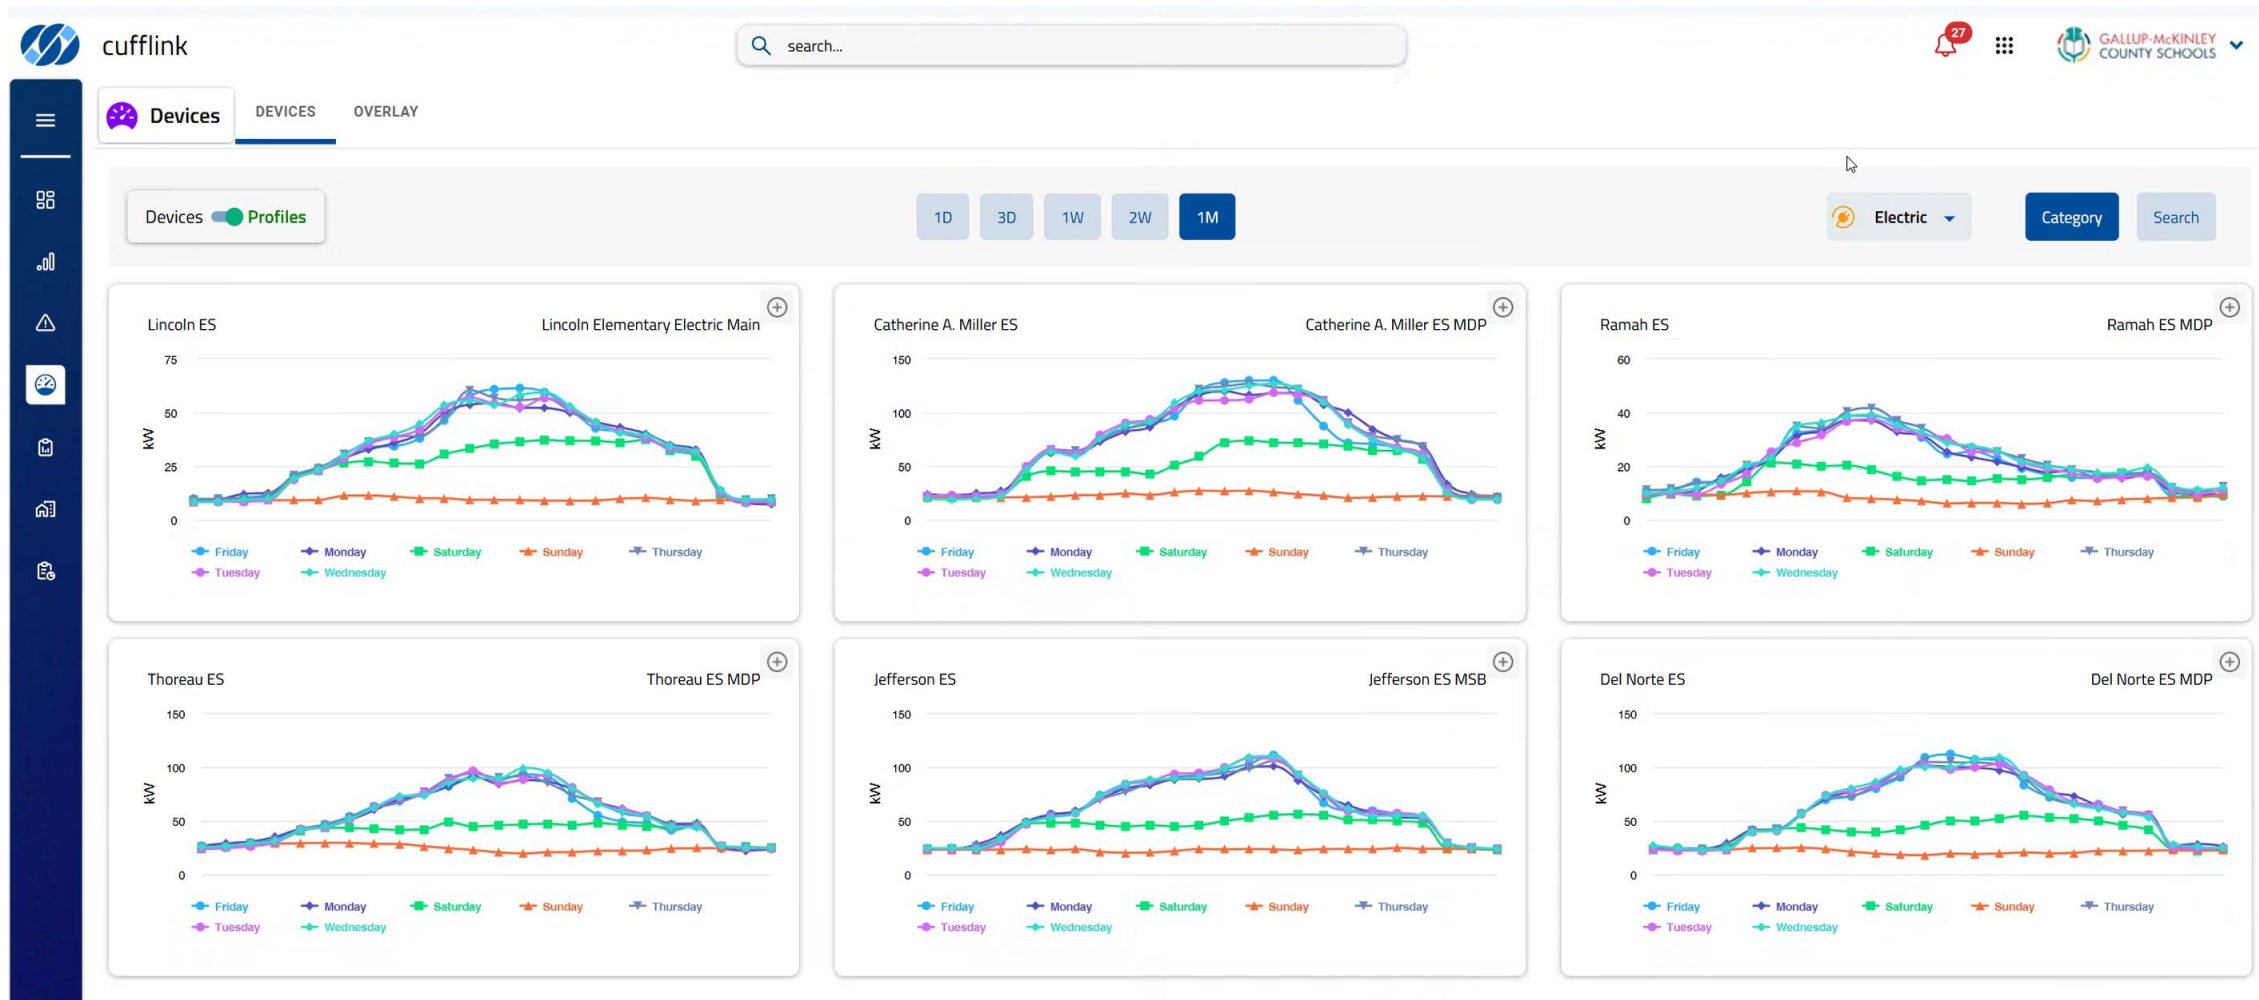 cufflink
search...
27
GALLUP-McKINLEY
COUNTY SCHOOLS
Devices
DEVICES
OVERLAY
Devices Profiles
1D
3D
1W
2W
1M
Electric
Category
Search
Lincoln ES
Lincoln Elementary Electric Main
75
50
25
0
kW
Friday Monday Saturday Sunday Thursday
Tuesday Wednesday
Catherine A. Miller ES
Catherine A. Miller ES MDP
150
100
50
0
kW
Friday Monday Saturday Sunday Thursday
Tuesday Wednesday
Ramah ES
Ramah ES MDP
60
40
20
0
kW
Friday Monday Saturday Sunday Thursday
Tuesday Wednesday
Thoreau ES
Thoreau ES MDP
150
100
50
0
kW
Friday Monday Saturday Sunday Thursday
Tuesday Wednesday
Jefferson ES
Jefferson ES MSB
150
100
50
0
kW
Friday Monday Saturday Sunday Thursday
Tuesday Wednesday
Del Norte ES
Del Norte ES MDP
150
100
50
0
kW
Friday Monday Saturday Sunday Thursday
Tuesday Wednesday